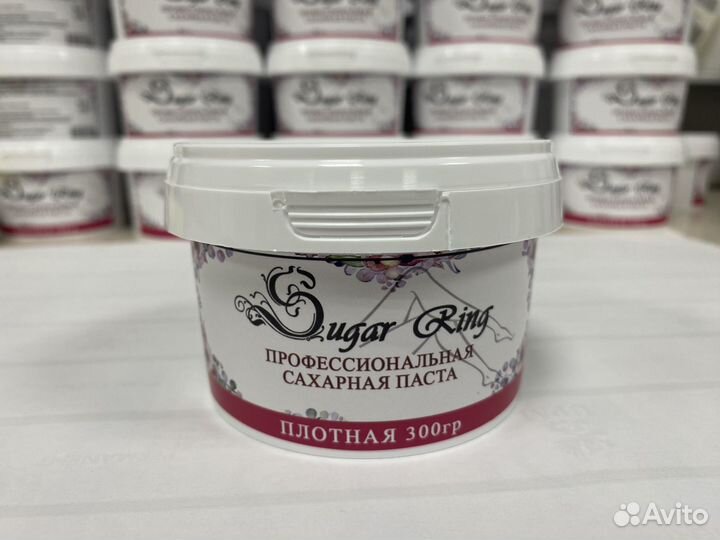 Sugar Ring
ПРОФЕССИОНАЛЬНАЯ
САХАРНАЯ ПАСТА
ПЛОТНАЯ 300гр
Avito